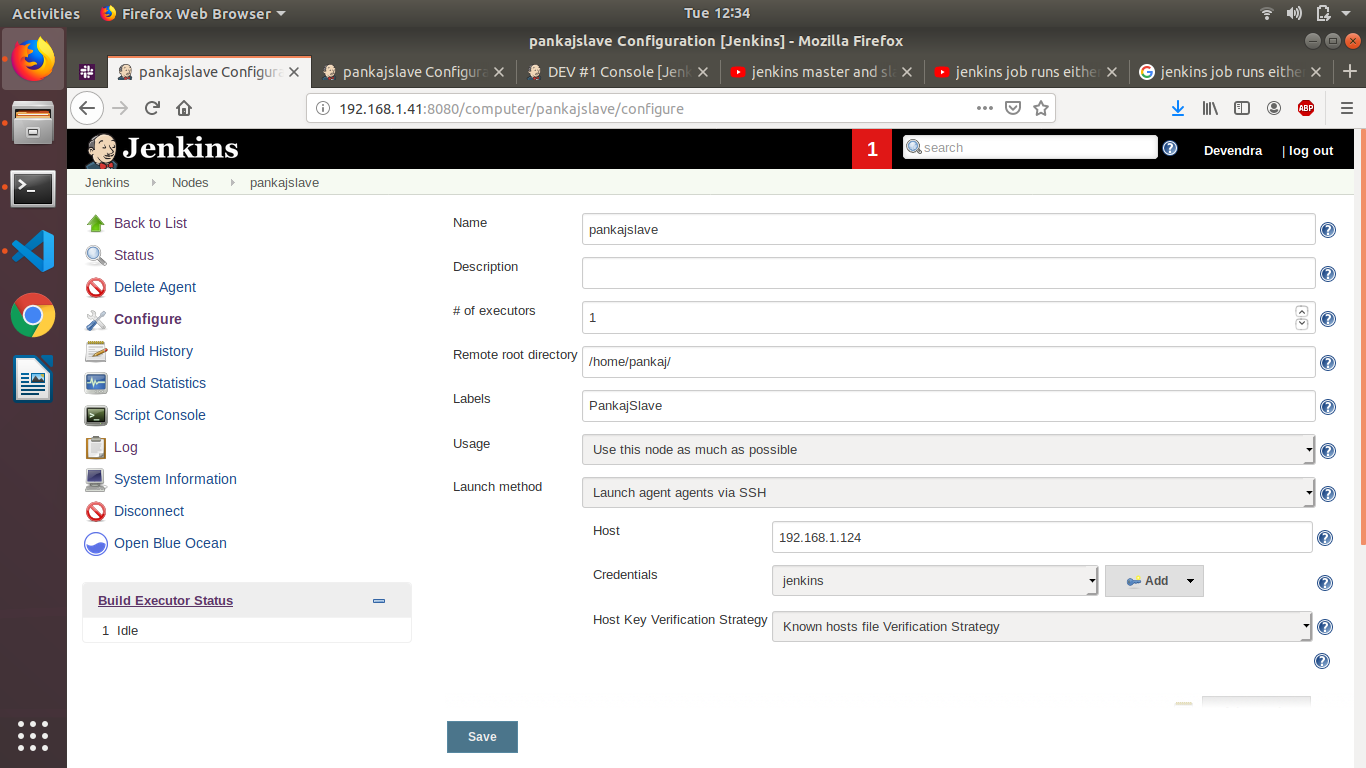 Activities Firefox Web Browser Tue 12:34
pankajslave Configuration [Jenkins] - Mozilla Firefox
pankajslave Configura pankajslave Configura DEV #1 Console [Jenk jenkins master and sl jenkins job runs eithe jenkins job runs eithe
192.168.1.41:8080/computer/pankajslave/configure ABP
Jenkins 1 search Devendra | log out
Jenkins Nodes pankajslave
Back to List
Status
Delete Agent
Configure
Build History
Load Statistics
Script Console
Log
System Information
Disconnect
Open Blue Ocean
Build Executor Status
1 Idle
Name pankajslave
Description
# of executors 1
Remote root directory /home/pankaj/
Labels PankajSlave
Usage Use this node as much as possible
Launch method Launch agent agents via SSH
Host 192.168.1.124
Credentials jenkins Add
Host Key Verification Strategy Known hosts file Verification Strategy
Save